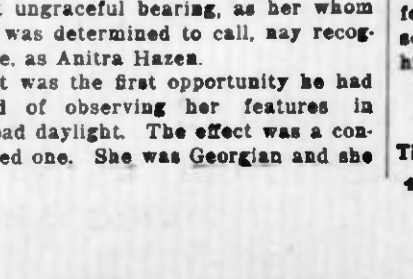 ungraceful bearing, as her whom
was determined to call, nay recog-
e, as Anitra Hazen.
t was the first opportunity he had
d of observing her features in
oad daylight. The effect was a con-
ed one. She was Georgian and she